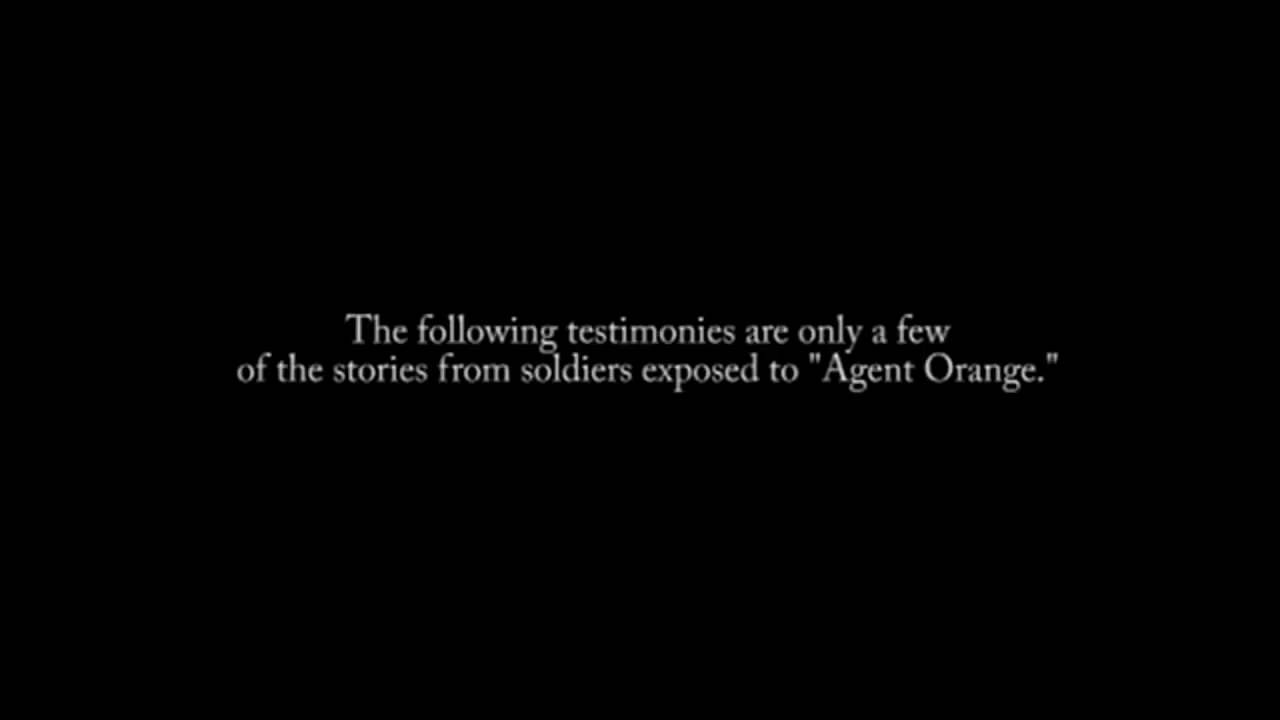 The following testimonies are only a few
of the stories from soldiers exposed to "Agent Orange."